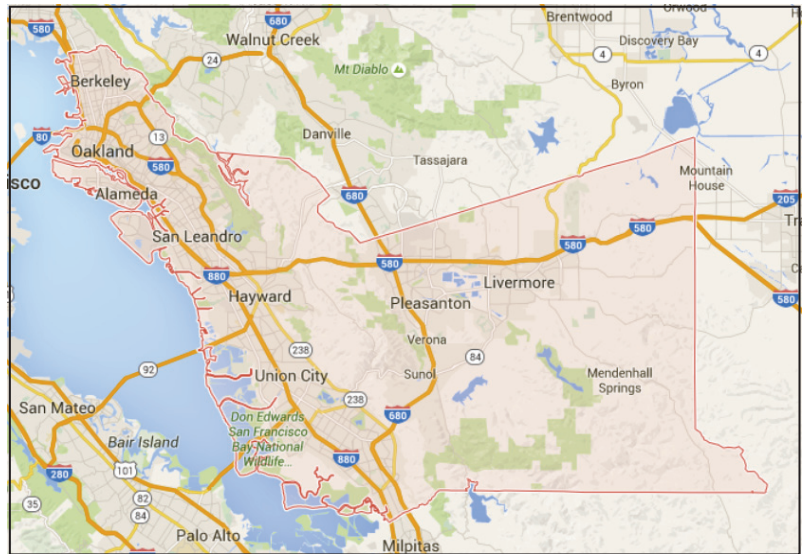 580
680
Walnut Creek
Brentwood
Discovery Bay
4
4
24
Mt Diablo
Byron
Berkeley
80
13
Danville
Oakland
580
Tassajara
isco
Mountain
House
Alameda
680
205
San Leandro
580
580
880
580
Livermore
Hayward
Pleasanton
580
Verona
238
84
92
Union City
Sunol
Mendenhall
Springs
San Mateo
238
Don Edwards
San Francisco
Bay National
Wildlife...
680
Bair Island
880
280
101
82
84
35
Palo Alto
Milpitas